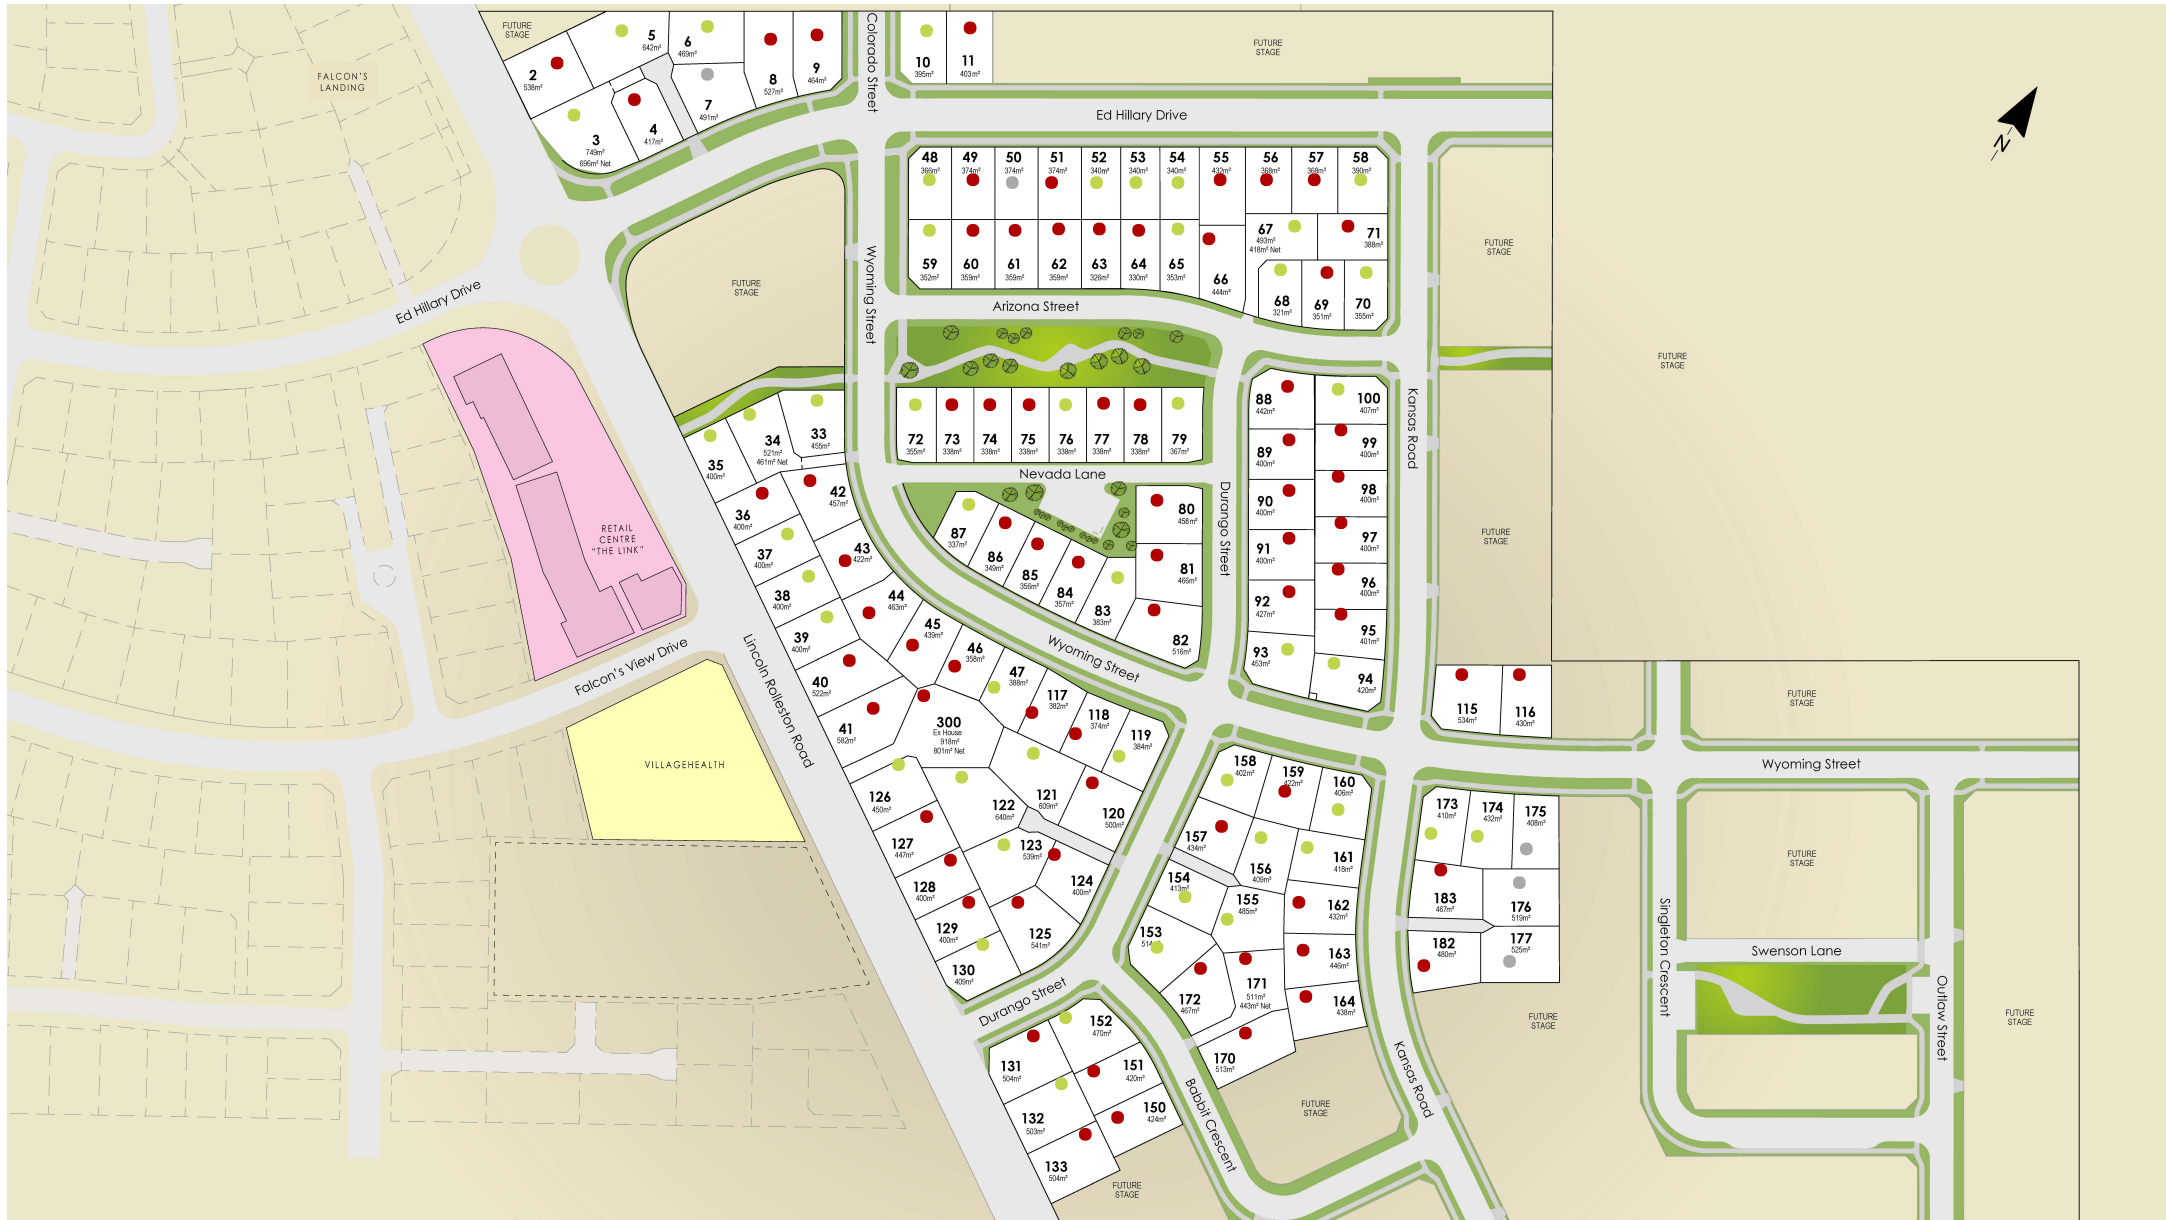 FUTURE
STAGE
FALCON'S
LANDING
2
538m²
5
642m²
6
469m²
3
749m²
696m² Net
4
417m²
7
491m²
8
527m²
9
464m²
Colorado Street
10
395m²
11
403m²
FUTURE
STAGE
Ed Hillary Drive
N
48
366m²
49
374m²
50
374m²
51
374m²
52
340m²
53
340m²
54
340m²
55
432m²
56
368m²
57
368m²
58
390m²
59
352m²
60
359m²
61
359m²
62
359m²
63
326m²
64
330m²
65
353m²
66
444m²
67
493m²
418m² Net
71
388m²
68
321m²
69
351m²
70
355m²
FUTURE
STAGE
FUTURE
STAGE
Wyoming Street
Arizona Street
Ed Hillary Drive
FUTURE
STAGE
33
455m²
34
521m²
461m² Net
35
400m²
72
355m²
73
338m²
74
338m²
75
338m²
76
338m²
77
338m²
78
338m²
79
367m²
Nevada Lane
88
442m²
100
407m²
89
400m²
99
400m²
90
400m²
98
400m²
91
400m²
97
400m²
92
427m²
96
400m²
95
401m²
93
453m²
94
420m²
Kansas Road
Durango Street
FUTURE
STAGE
RETAIL
CENTRE
"THE LINK"
36
400m²
42
457m²
37
400m²
43
422m²
38
400m²
44
463m²
39
400m²
45
439m²
46
358m²
47
388m²
40
522m²
41
582m²
87
337m²
86
349m²
85
356m²
84
357m²
83
383m²
80
458m²
81
466m²
82
516m²
Wyoming Street
Falcon's View Drive
Lincoln Rolleston Road
VILLAGEHEALTH
300
Ex House
918m²
801m² Net
117
382m²
118
374m²
119
384m²
115
534m²
116
430m²
FUTURE
STAGE
Wyoming Street
126
450m²
122
640m²
121
609m²
120
500m²
127
447m²
123
539m²
124
400m²
128
400m²
129
400m²
125
541m²
130
409m²
158
402m²
159
422m²
160
406m²
157
434m²
156
409m²
161
418m²
154
413m²
155
485m²
162
432m²
153
163
446m²
172
467m²
171
511m²
443m² Net
164
438m²
170
513m²
173
410m²
174
432m²
175
408m²
183
467m²
176
519m²
182
480m²
177
525m²
FUTURE
STAGE
Singleton Crescent
Swenson Lane
Outlaw Street
FUTURE
STAGE
FUTURE
STAGE
Durango Street
131
504m²
152
470m²
151
420m²
132
503m²
150
424m²
133
504m²
FUTURE
STAGE
Babbit Crescent
FUTURE
STAGE
Kansas Road